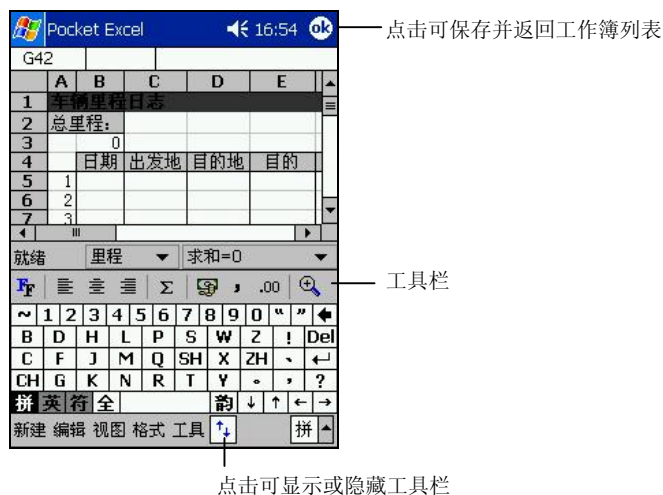 Pocket Excel 16:54 ok
点击可保存并返回工作簿列表
G42
A B C D E
1 车辆里程日志
2 总里程:
3 0
4 日期 出发地 目的地 目的
5 1
6 2
7 3
就绪 里程 求和=0
FF Σ , .00
工具栏
~ 1 2 3 4 5 6 7 8 9 0 “ ”
B D H L P S W Z ! Del
C F J M Q SH X ZH 、
CH G K N R T Y 。 , ?
拼 英 符 全 韵 ↓ ↑ ← →
新建 编辑 视图 格式 工具 拼
点击可显示或隐藏工具栏